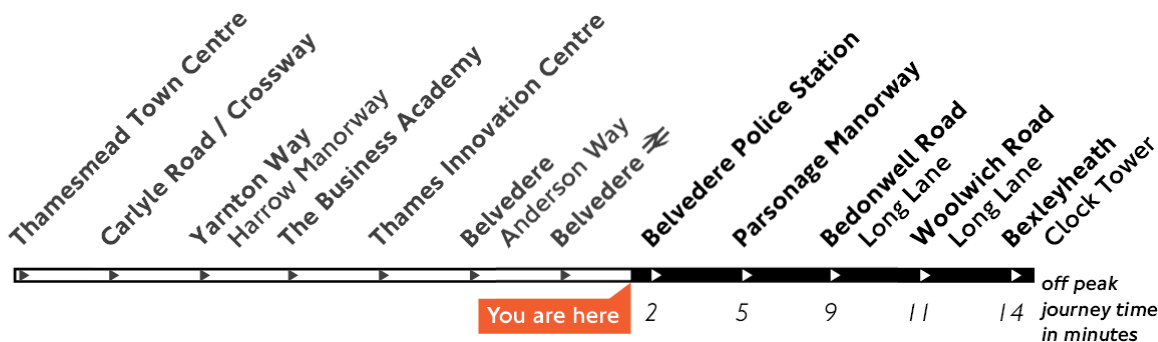 Thamesmead Town Centre
Carlyle Road / Crossway
Yarnton Way
Harrow Manorway
The Business Academy
Thames Innovation Centre
Belvedere
Anderson Way
Belvedere
Belvedere Police Station
Parsonage Manorway
Bedonwell Road
Long Lane
Woolwich Road
Long Lane
Bexleyheath
Clock Tower
You are here
2
5
9
11
14
off peak
journey time
in minutes